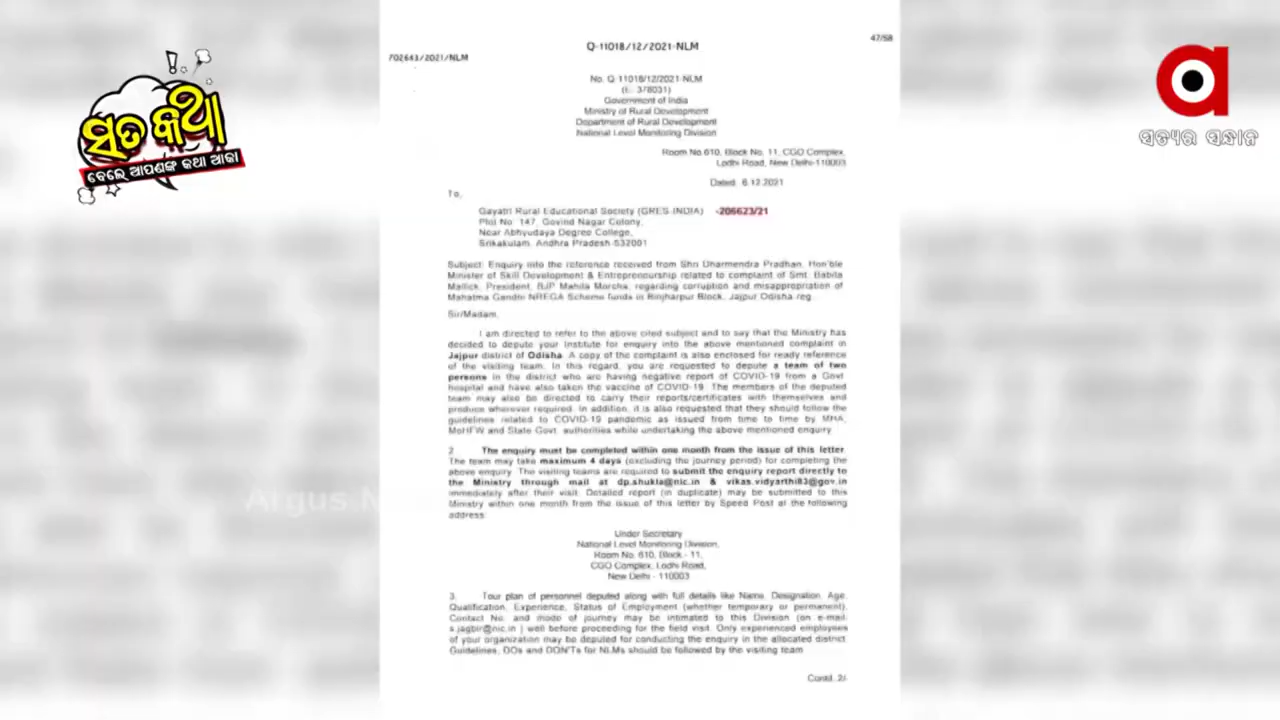 Q-11018/12/2021-NLM
47/58
702643/2021/NLM
No. Q-11018/12/2021-NLM
(E. 378031)
Government of India
Ministry of Rural Development
Department of Rural Development
National Level Monitoring Division
Room No.610, Block No. 11, CGO Complex,
Lodhi Road, New Delhi-110003
Dated: 6.12.2021
To,
Gayatri Rural Educational Society (GRES-INDIA) -206623/21
Plot No. 147, Govind Nagar Colony,
Near Abhyudaya Degree College,
Srikakulam, Andhra Pradesh-532001
Subject: Enquiry into the reference received from Shri Dharmendra Pradhan, Hon'ble
Minister of Skill Development & Entrepreneurship related to complaint of Smt. Babita
Mallick, President, BJP Mahila Morcha, regarding corruption and misappropriation of
Mahatma Gandhi NREGA Scheme funds in Binjharpur Block, Jajpur Odisha reg.
Sir/Madam,
I am directed to refer to the above cited subject and to say that the Ministry has
decided to depute your Institute for enquiry into the above mentioned complaint in
Jajpur district of Odisha. A copy of the complaint is also enclosed for ready reference
of the visiting team. In this regard, you are requested to depute a team of two
persons in the district who are having negative report of COVID-19 from a Govt.
hospital and have also taken the vaccine of COVID-19. The members of the deputed
team may also be directed to carry their reports/certificates with themselves and
produce wherever required. In addition, it is also requested that they should follow the
guidelines related to COVID-19 pandemic as issued from time to time by MHA,
MoHFW and State Govt. authorities while undertaking the above mentioned enquiry.
2. The enquiry must be completed within one month from the issue of this letter.
The team may take maximum 4 days (excluding the journey period) for completing the
above enquiry. The visiting teams are required to submit the enquiry report directly to
the Ministry through mail at dp.shukla@nic.in & vikas.vidyarthi83@gov.in
immediately after their visit. Detailed report (in duplicate) may be submitted to this
Ministry within one month from the issue of this letter by Speed Post at the following
address:
Under Secretary
National Level Monitoring Division,
Room No. 610, Block - 11,
CGO Complex, Lodhi Road,
New Delhi - 110003
3. Tour plan of personnel deputed along with full details like Name, Designation, Age,
Qualification, Experience, Status of Employment (whether temporary or permanent),
Contact No. and mode of journey may be intimated to this Division (on e-mail-
s.jagbir@nic.in ) well before proceeding for the field visit. Only experienced employees
of your organization may be deputed for conducting the enquiry in the allocated district.
Guidelines, DOs and DON'Ts for NLMs should be followed by the visiting team.
Contd. 2/-
ସତ କଥା
ବେଲେ ଆପଣଙ୍କ କଥା ଆକା
a
ସତ୍ୟର ସନ୍ଧାନ
Argus